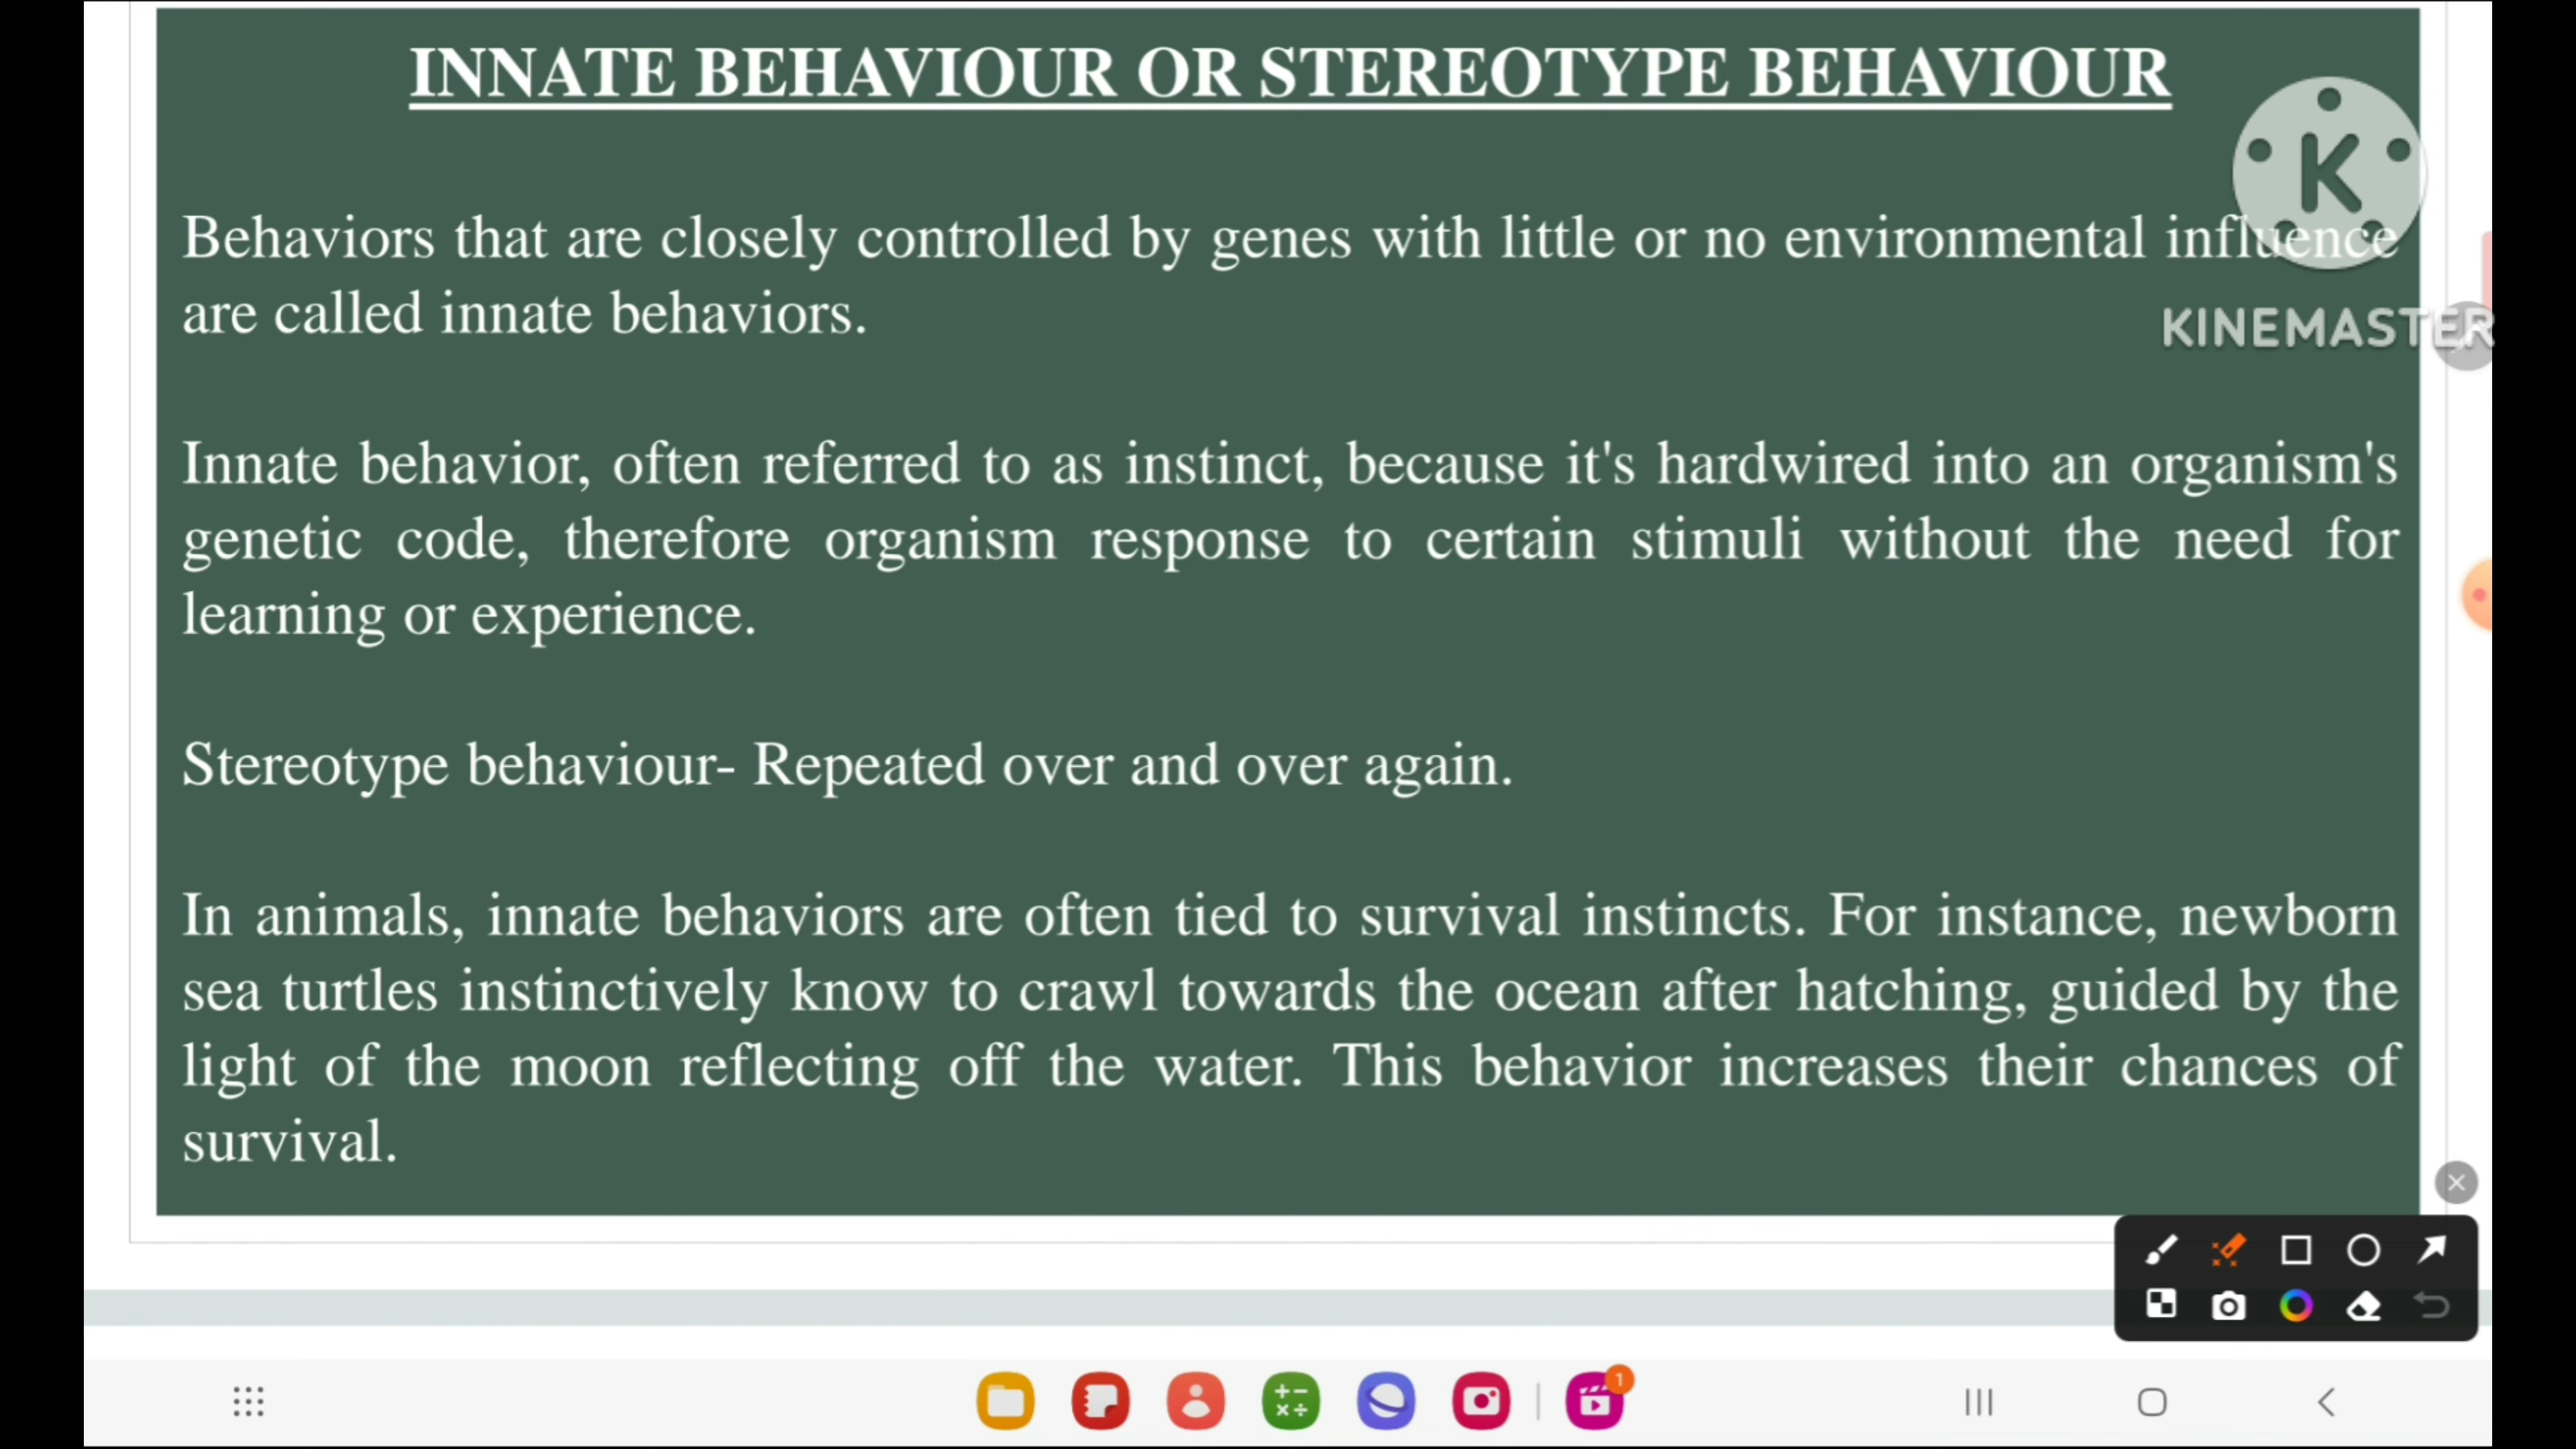 INNATE BEHAVIOUR OR STEREOTYPE BEHAVIOUR
K
Behaviors that are closely controlled by genes with little or no environmental influence
are called innate behaviors.
KINEMASTER
Innate behavior, often referred to as instinct, because it's hardwired into an organism's
genetic code, therefore organism response to certain stimuli without the need for
learning or experience.
Stereotype behaviour- Repeated over and over again.
In animals, innate behaviors are often tied to survival instincts. For instance, newborn
sea turtles instinctively know to crawl towards the ocean after hatching, guided by the
light of the moon reflecting off the water. This behavior increases their chances of
survival.
1